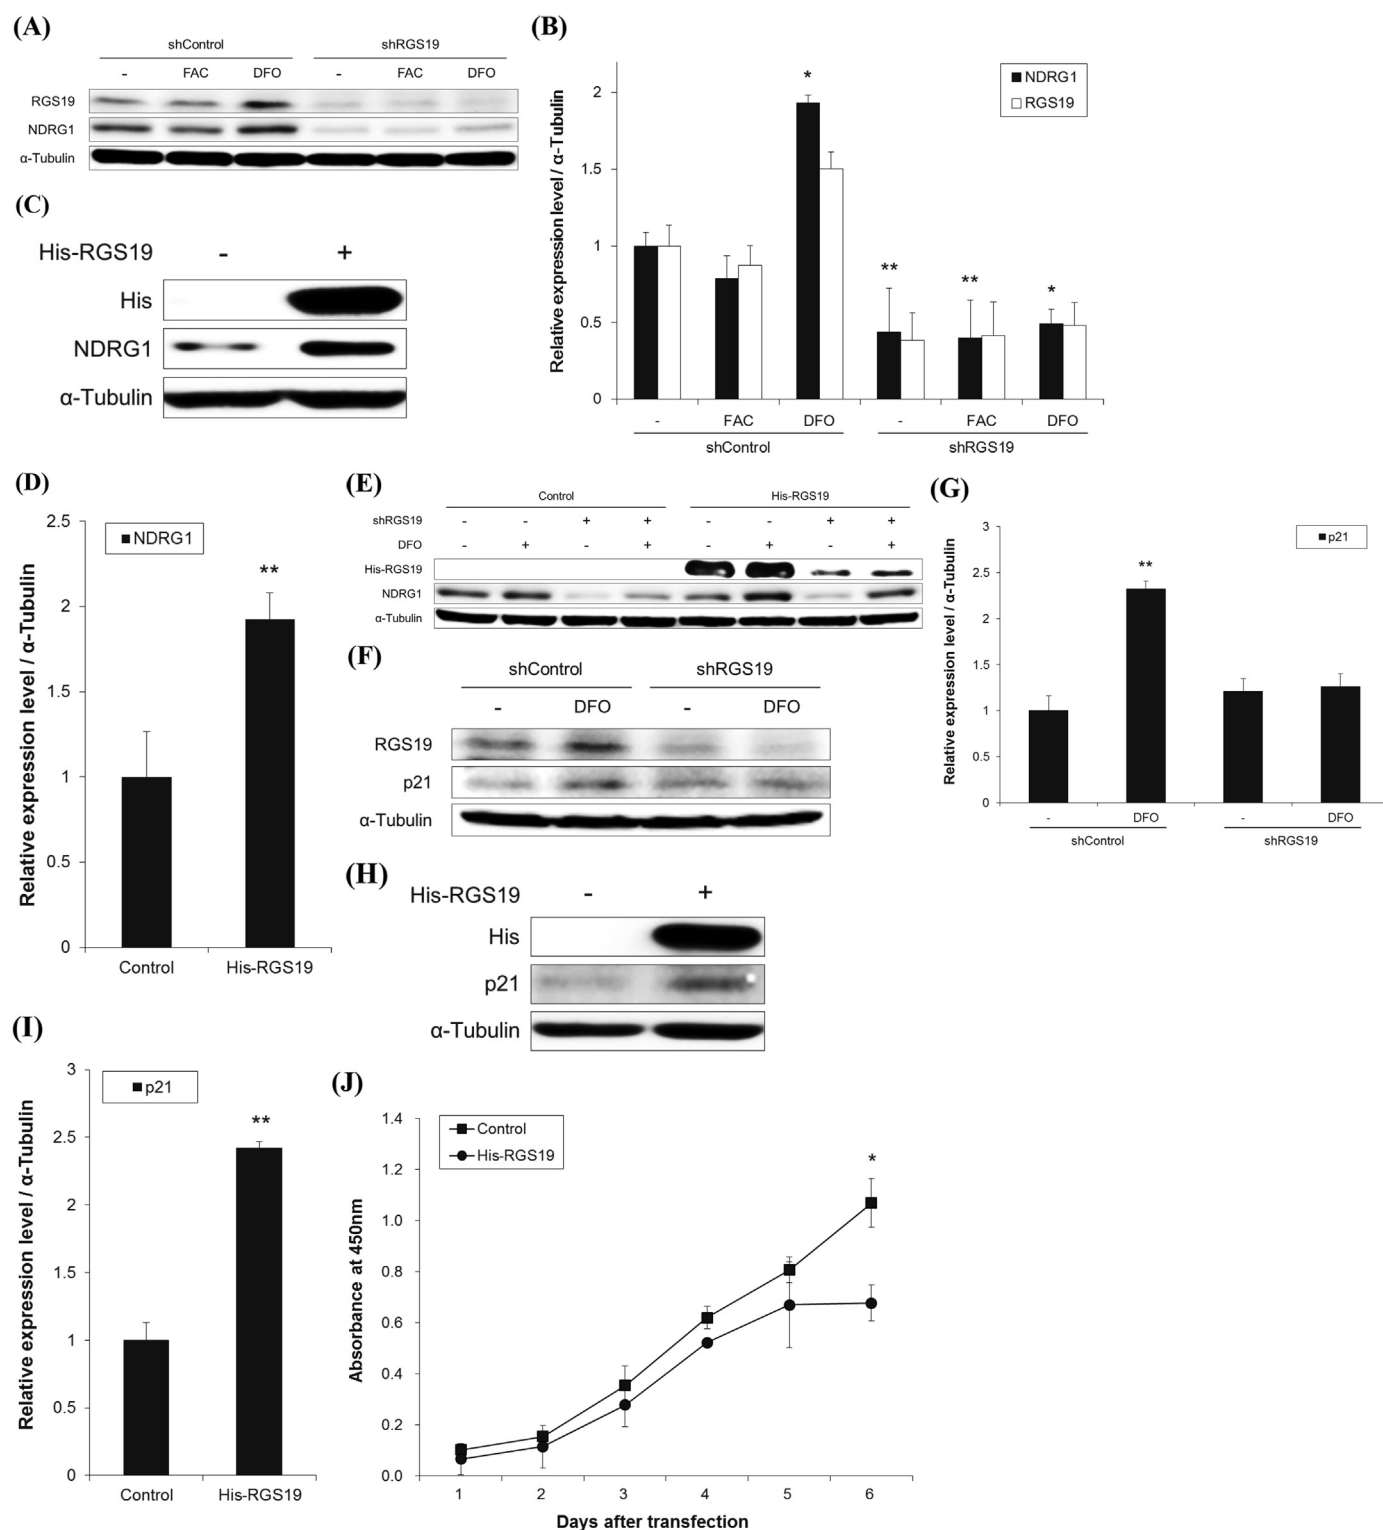 (A)
shControl shRGS19
- FAC DFO - FAC DFO
RGS19
NDRG1
α-Tubulin
(B)
Relative expression level / α-Tubulin
2
1.5
1
0.5
0
NDRG1
RGS19
*
** ** *
- FAC DFO - FAC DFO
shControl shRGS19
(C)
His-RGS19 - +
His
NDRG1
α-Tubulin
(D)
Relative expression level / α-Tubulin
2.5
2
1.5
1
0.5
0
NDRG1
**
Control His-RGS19
(E)
Control His-RGS19
shRGS19 - - + + - - + +
DFO - + - + - + - +
His-RGS19
NDRG1
α-Tubulin
(F)
shControl shRGS19
- DFO - DFO
RGS19
p21
α-Tubulin
(G)
Relative expression level / α-Tubulin
3
2.5
2
1.5
1
0.5
0
p21
**
- DFO - DFO
shControl shRGS19
(H)
His-RGS19 - +
His
p21
α-Tubulin
(I)
Relative expression level / α-Tubulin
3
2.5
2
1.5
1
0.5
0
p21
**
Control His-RGS19
(J)
Absorbance at 450nm
1.4
1.2
1.0
0.8
0.6
0.4
0.2
0.0
Control
His-RGS19
*
1 2 3 4 5 6
Days after transfection